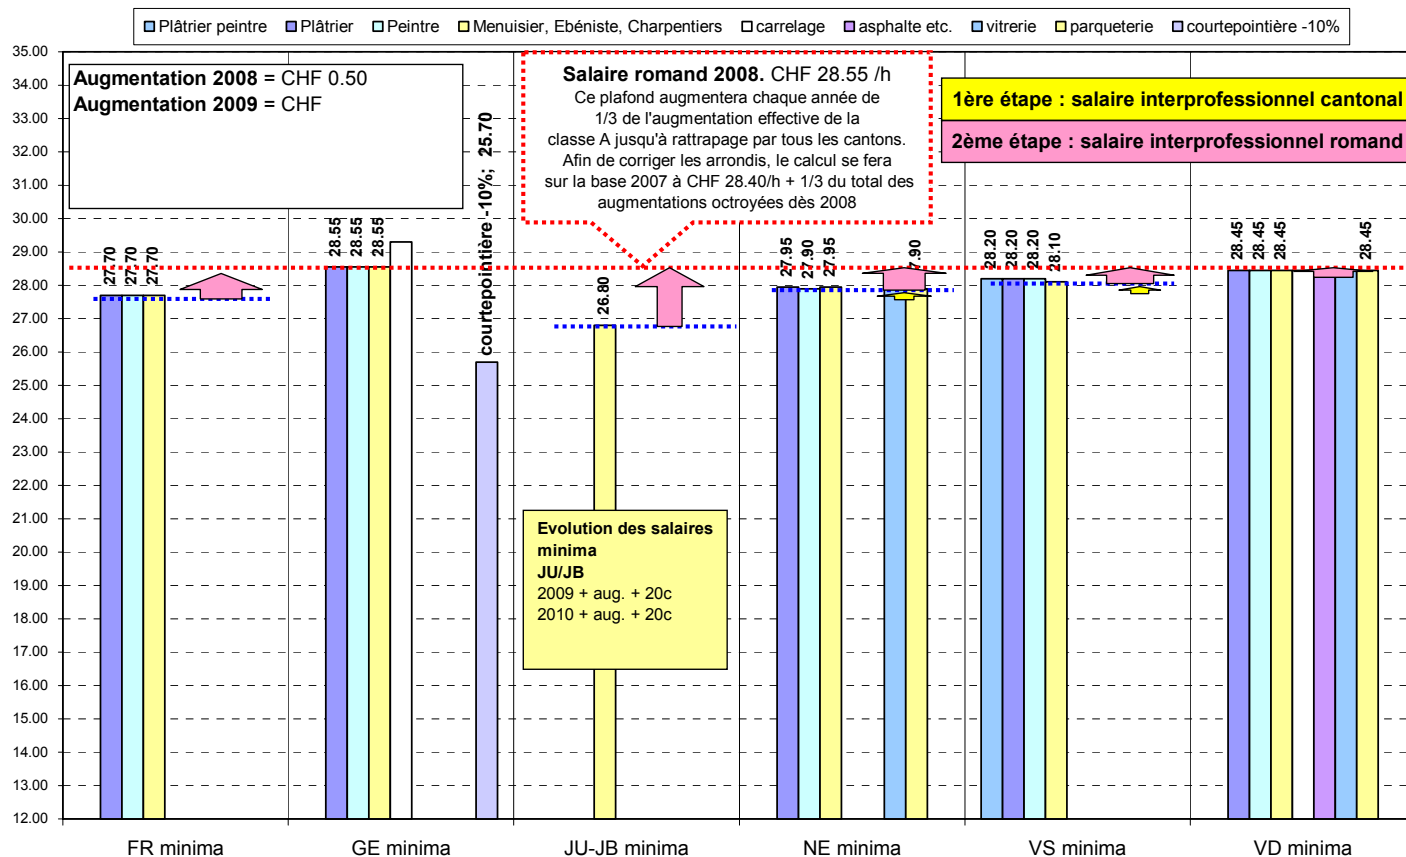 Plâtrier peintre Plâtrier Peintre Menuisier, Ebéniste, Charpentiers carrelage asphalte etc. vitrerie parqueterie courtepointière -10%
35.00
34.00
33.00
32.00
31.00
30.00
29.00
28.00
27.00
26.00
25.00
24.00
23.00
22.00
21.00
20.00
19.00
18.00
17.00
16.00
15.00
14.00
13.00
12.00
Augmentation 2008 = CHF 0.50
Augmentation 2009 = CHF
Salaire romand 2008. CHF 28.55 /h
Ce plafond augmentera chaque année de
1/3 de l'augmentation effective de la
classe A jusqu'à rattrapage par tous les cantons.
Afin de corriger les arrondis, le calcul se fera
sur la base 2007 à CHF 28.40/h + 1/3 du total des
augmentations octroyées dès 2008
1ère étape : salaire interprofessionnel cantonal
2ème étape : salaire interprofessionnel romand
27.70
27.70
27.70
28.55
28.55
28.55
courtepointière -10%; 25.70
26.80
27.95
27.90
27.95
7.90
28.20
28.20
28.20
28.10
28.45
28.45
28.45
28.45
Evolution des salaires
minima
JU/JB
2009 + aug. + 20c
2010 + aug. + 20c
FR minima
GE minima
JU-JB minima
NE minima
VS minima
VD minima